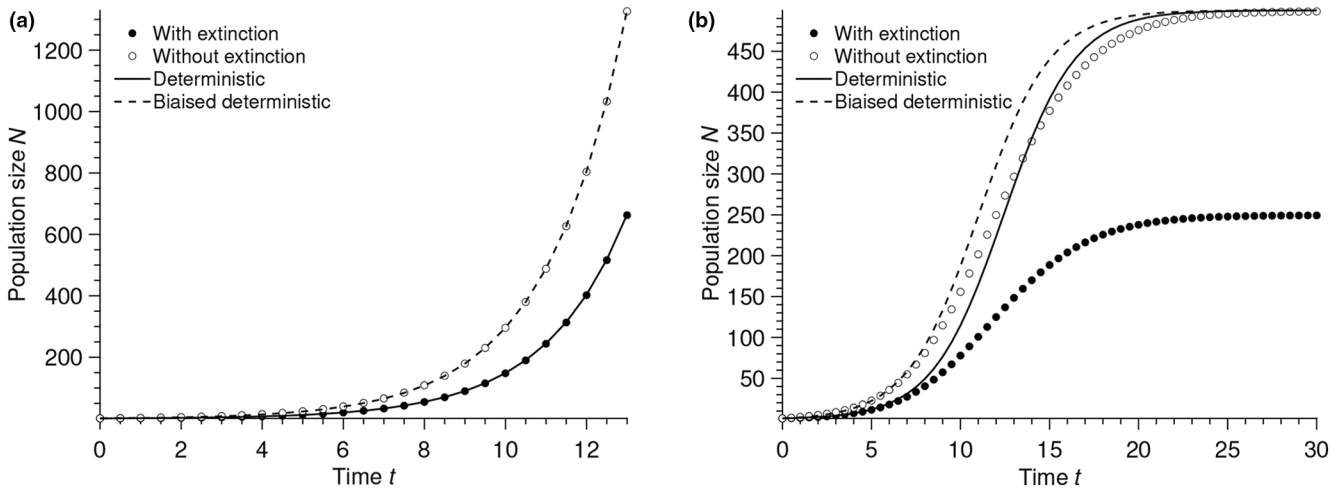 (a)
With extinction
Without extinction
Deterministic
Biaised deterministic
Population size N
1200
1000
800
600
400
200
0 2 4 6 8 10 12
Time t
(b)
With extinction
Without extinction
Deterministic
Biaised deterministic
Population size N
450
400
350
300
250
200
150
100
50
0 5 10 15 20 25 30
Time t